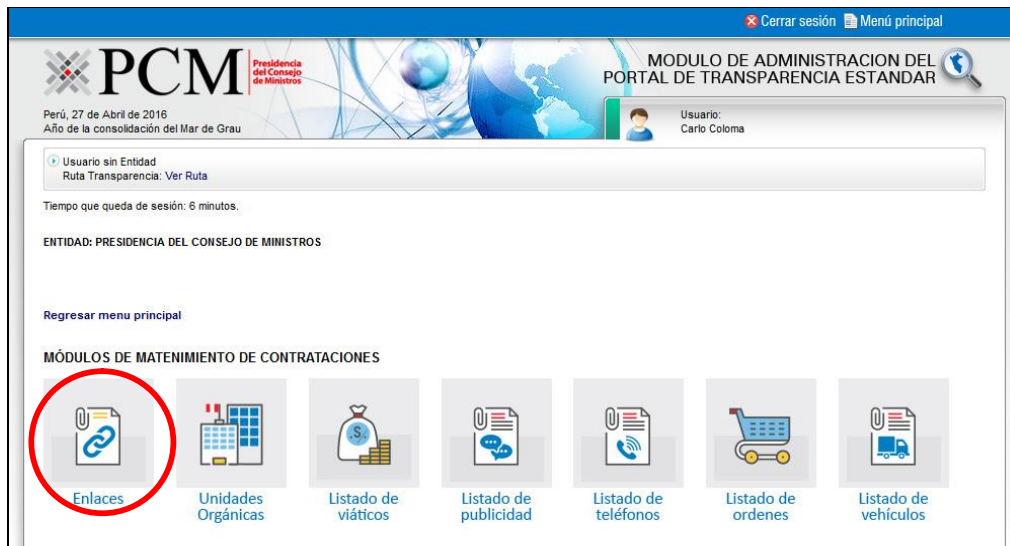 Cerrar sesión Menú principal
PCM Presidencia
del Consejo
de Ministros
MODULO DE ADMINISTRACION DEL
PORTAL DE TRANSPARENCIA ESTANDAR
Perú, 27 de Abril de 2016
Año de la consolidación del Mar de Grau
Usuario:
Carlo Coloma
Usuario sin Entidad
Ruta Transparencia: Ver Ruta
Tiempo que queda de sesión: 6 minutos.
ENTIDAD: PRESIDENCIA DEL CONSEJO DE MINISTROS
Regresar menu principal
MÓDULOS DE MATENIMIENTO DE CONTRATACIONES
.S.
Enlaces
Unidades
Orgánicas
Listado de
viáticos
Listado de
publicidad
Listado de
teléfonos
Listado de
ordenes
Listado de
vehículos